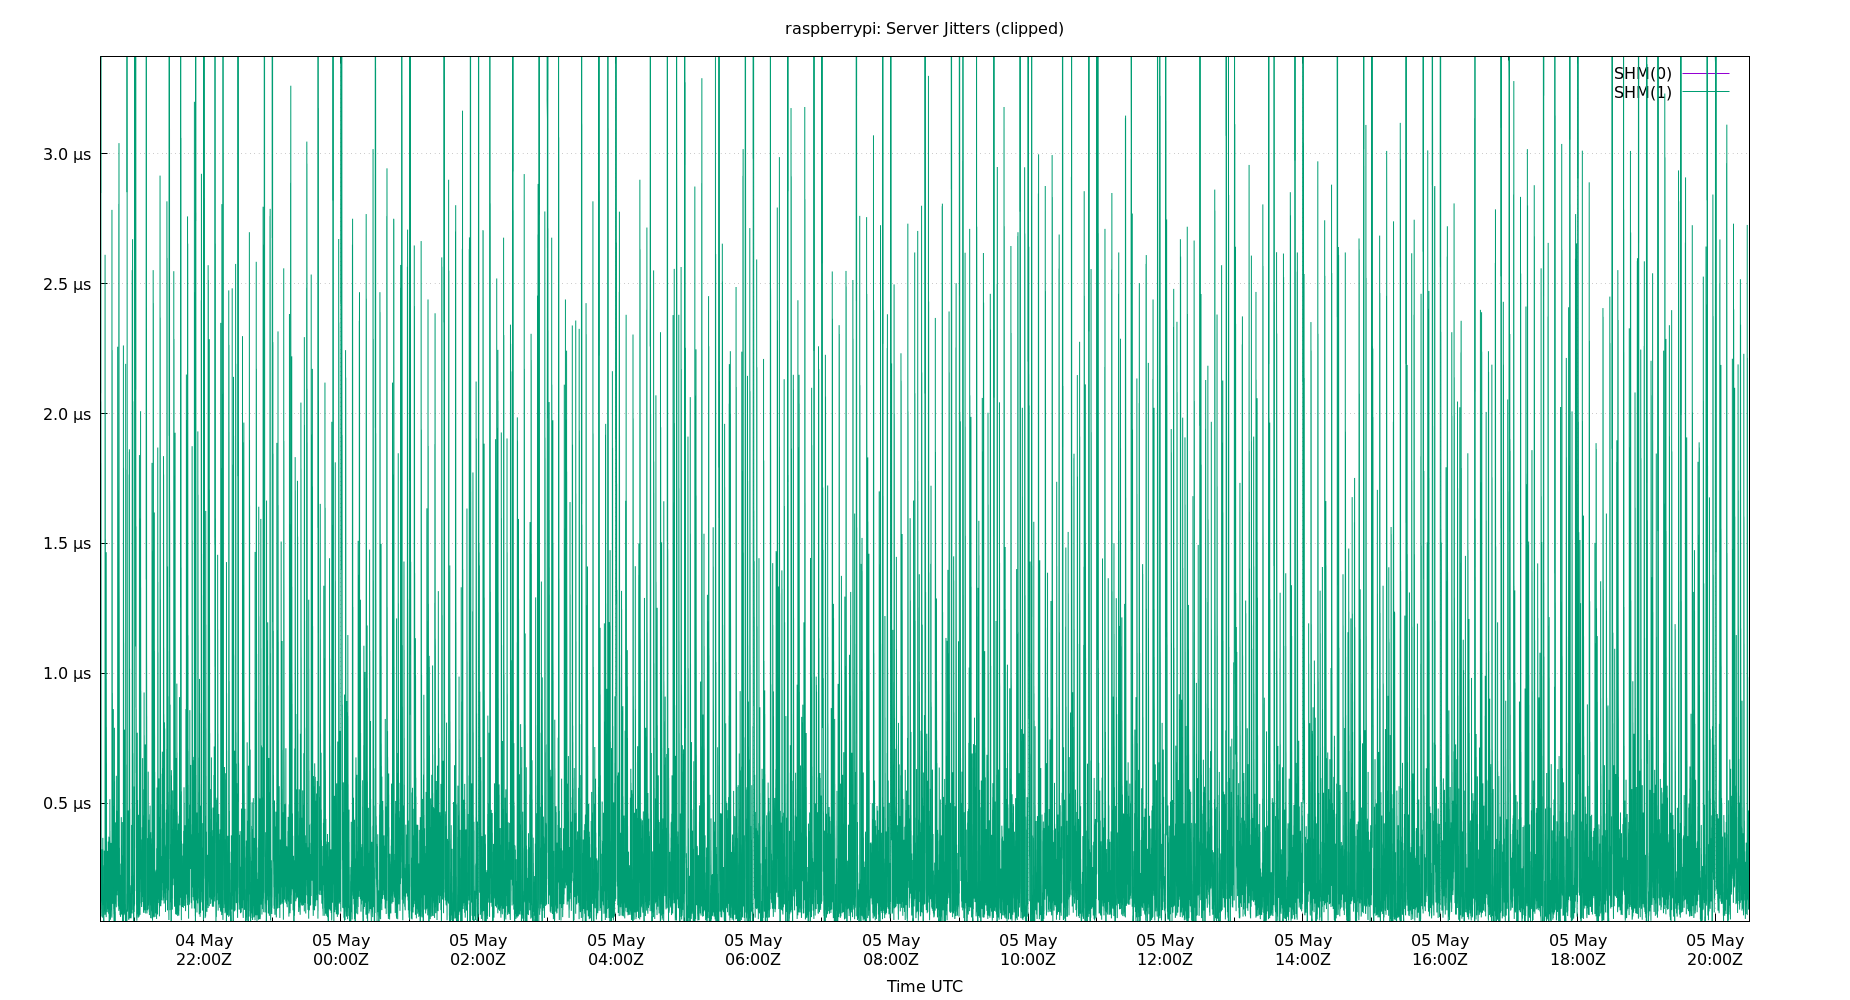 raspberrypi: Server Jitters (clipped)
SHM(0)
SHM(1)
3.0 µs
2.5 µs
2.0 µs
1.5 µs
1.0 µs
0.5 µs
04 May 05 May 05 May 05 May 05 May 05 May 05 May 05 May 05 May 05 May 05 May 05 May
22:00Z 00:00Z 02:00Z 04:00Z 06:00Z 08:00Z 10:00Z 12:00Z 14:00Z 16:00Z 18:00Z 20:00Z
Time UTC